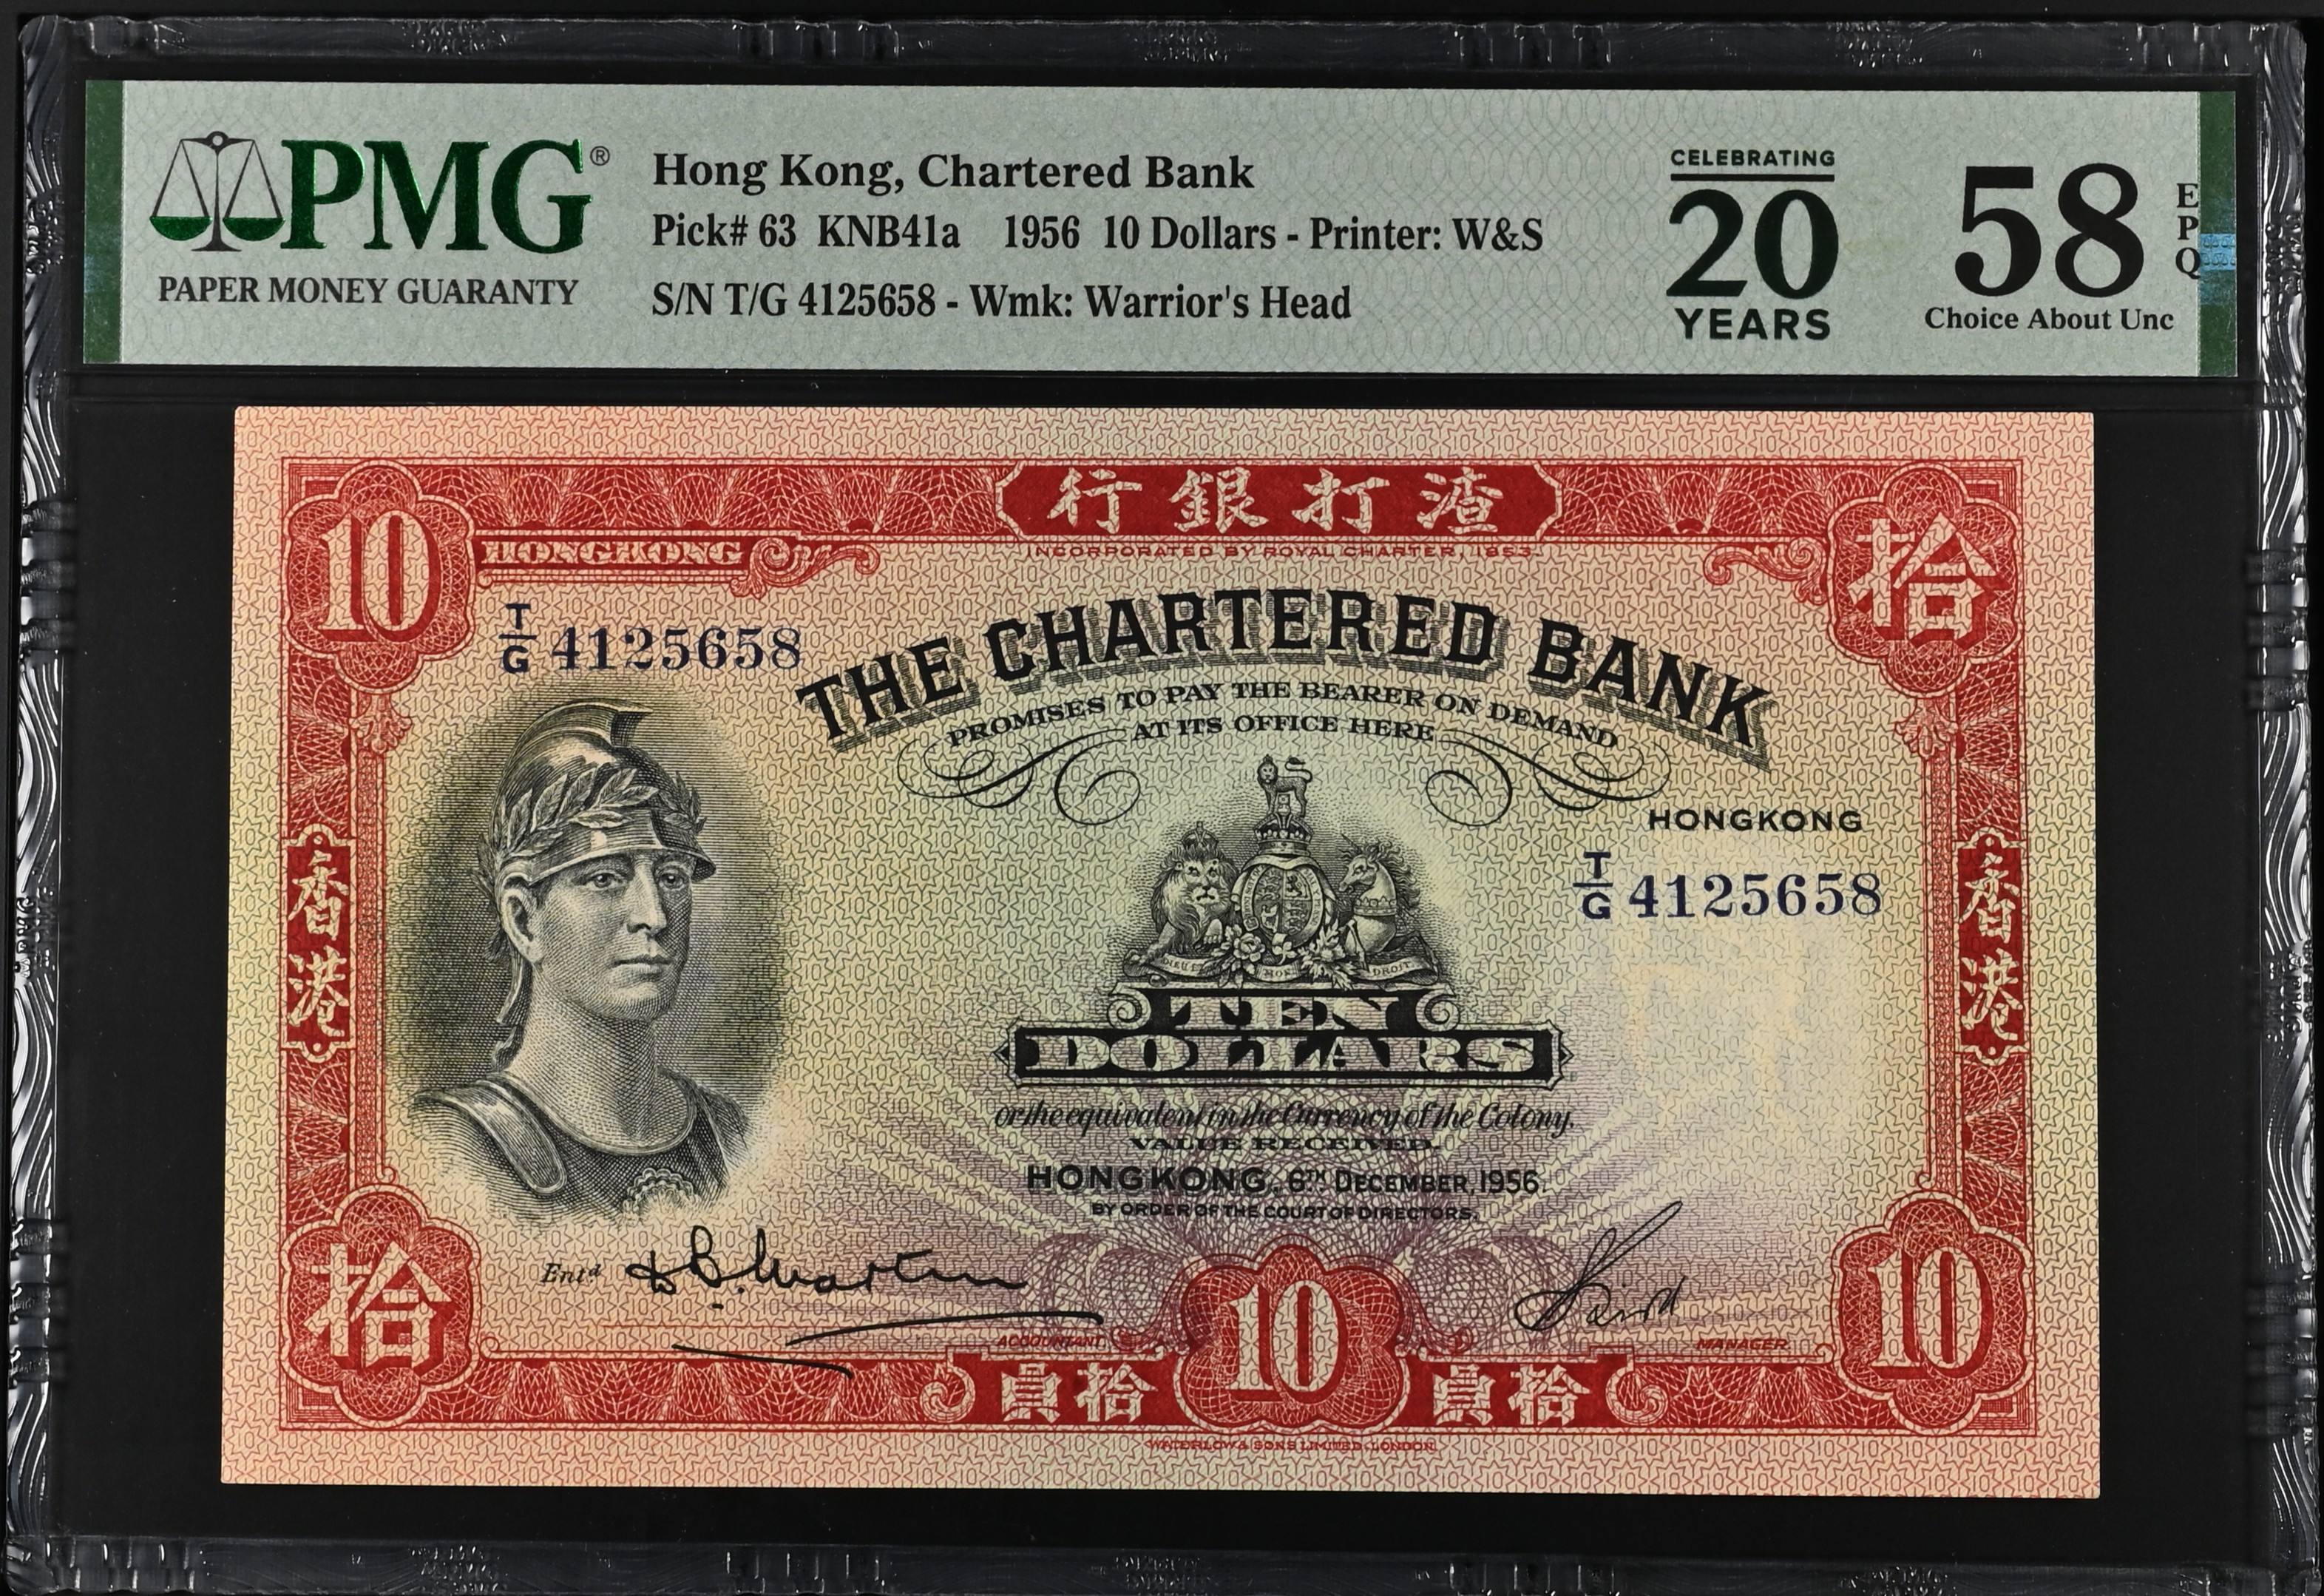 PMG®
PAPER MONEY GUARANTY
Hong Kong, Chartered Bank
Pick# 63 KNB41a 1956 10 Dollars - Printer: W&S
S/N T/G 4125658 - Wmk: Warrior's Head
CELEBRATING
20
YEARS
58
EPQ
Choice About Unc
行銀打渣
10
HONGKONG
INCORPORATED BY ROYAL CHARTER, 1853.
拾
T/G 4125658
THE CHARTERED BANK
PROMISES TO PAY THE BEARER ON DEMAND
AT ITS OFFICE HERE
HONGKONG
T/G 4125658
香港
香港
DIEU ET MON DROIT
TEN
DOLLARS
or the equivalent in the Currency of the Colony.
VALUE RECEIVED.
HONGKONG, 6TH DECEMBER, 1956.
BY ORDER OF THE COURT OF DIRECTORS.
Entd
ACCOUNTANT
MANAGER
拾
10
10
員拾
員拾
WATERLOW & SONS LIMITED, LONDON.